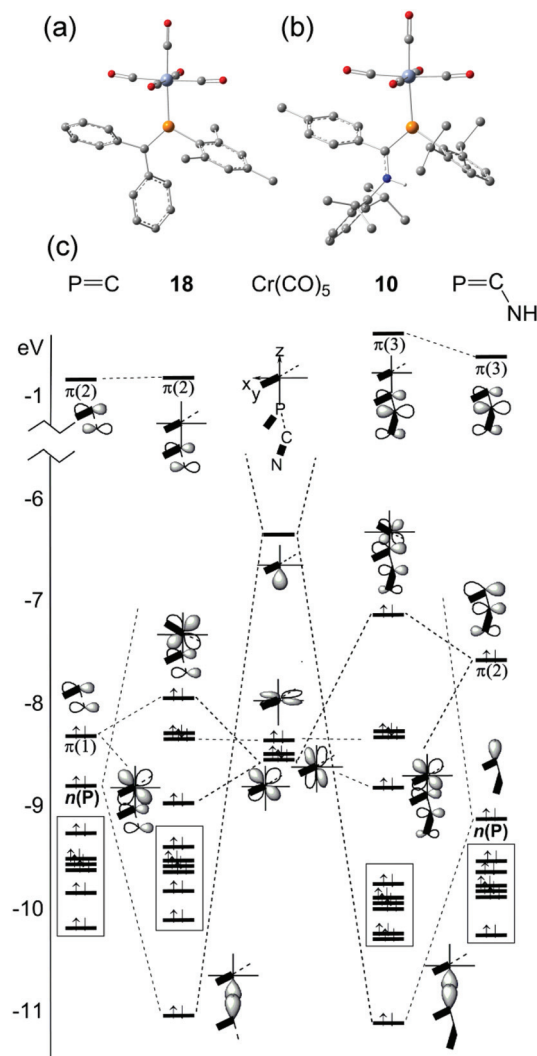 (a) (b)
(c)
P=C 18 Cr(CO)5 10 P=C
NH
eV
π(3)
π(2) π(2) z π(3)
-1 x y
P
C
N
-6
-7
π(2)
-8
π(1)
n(P)
-9
n(P)
-10
-11